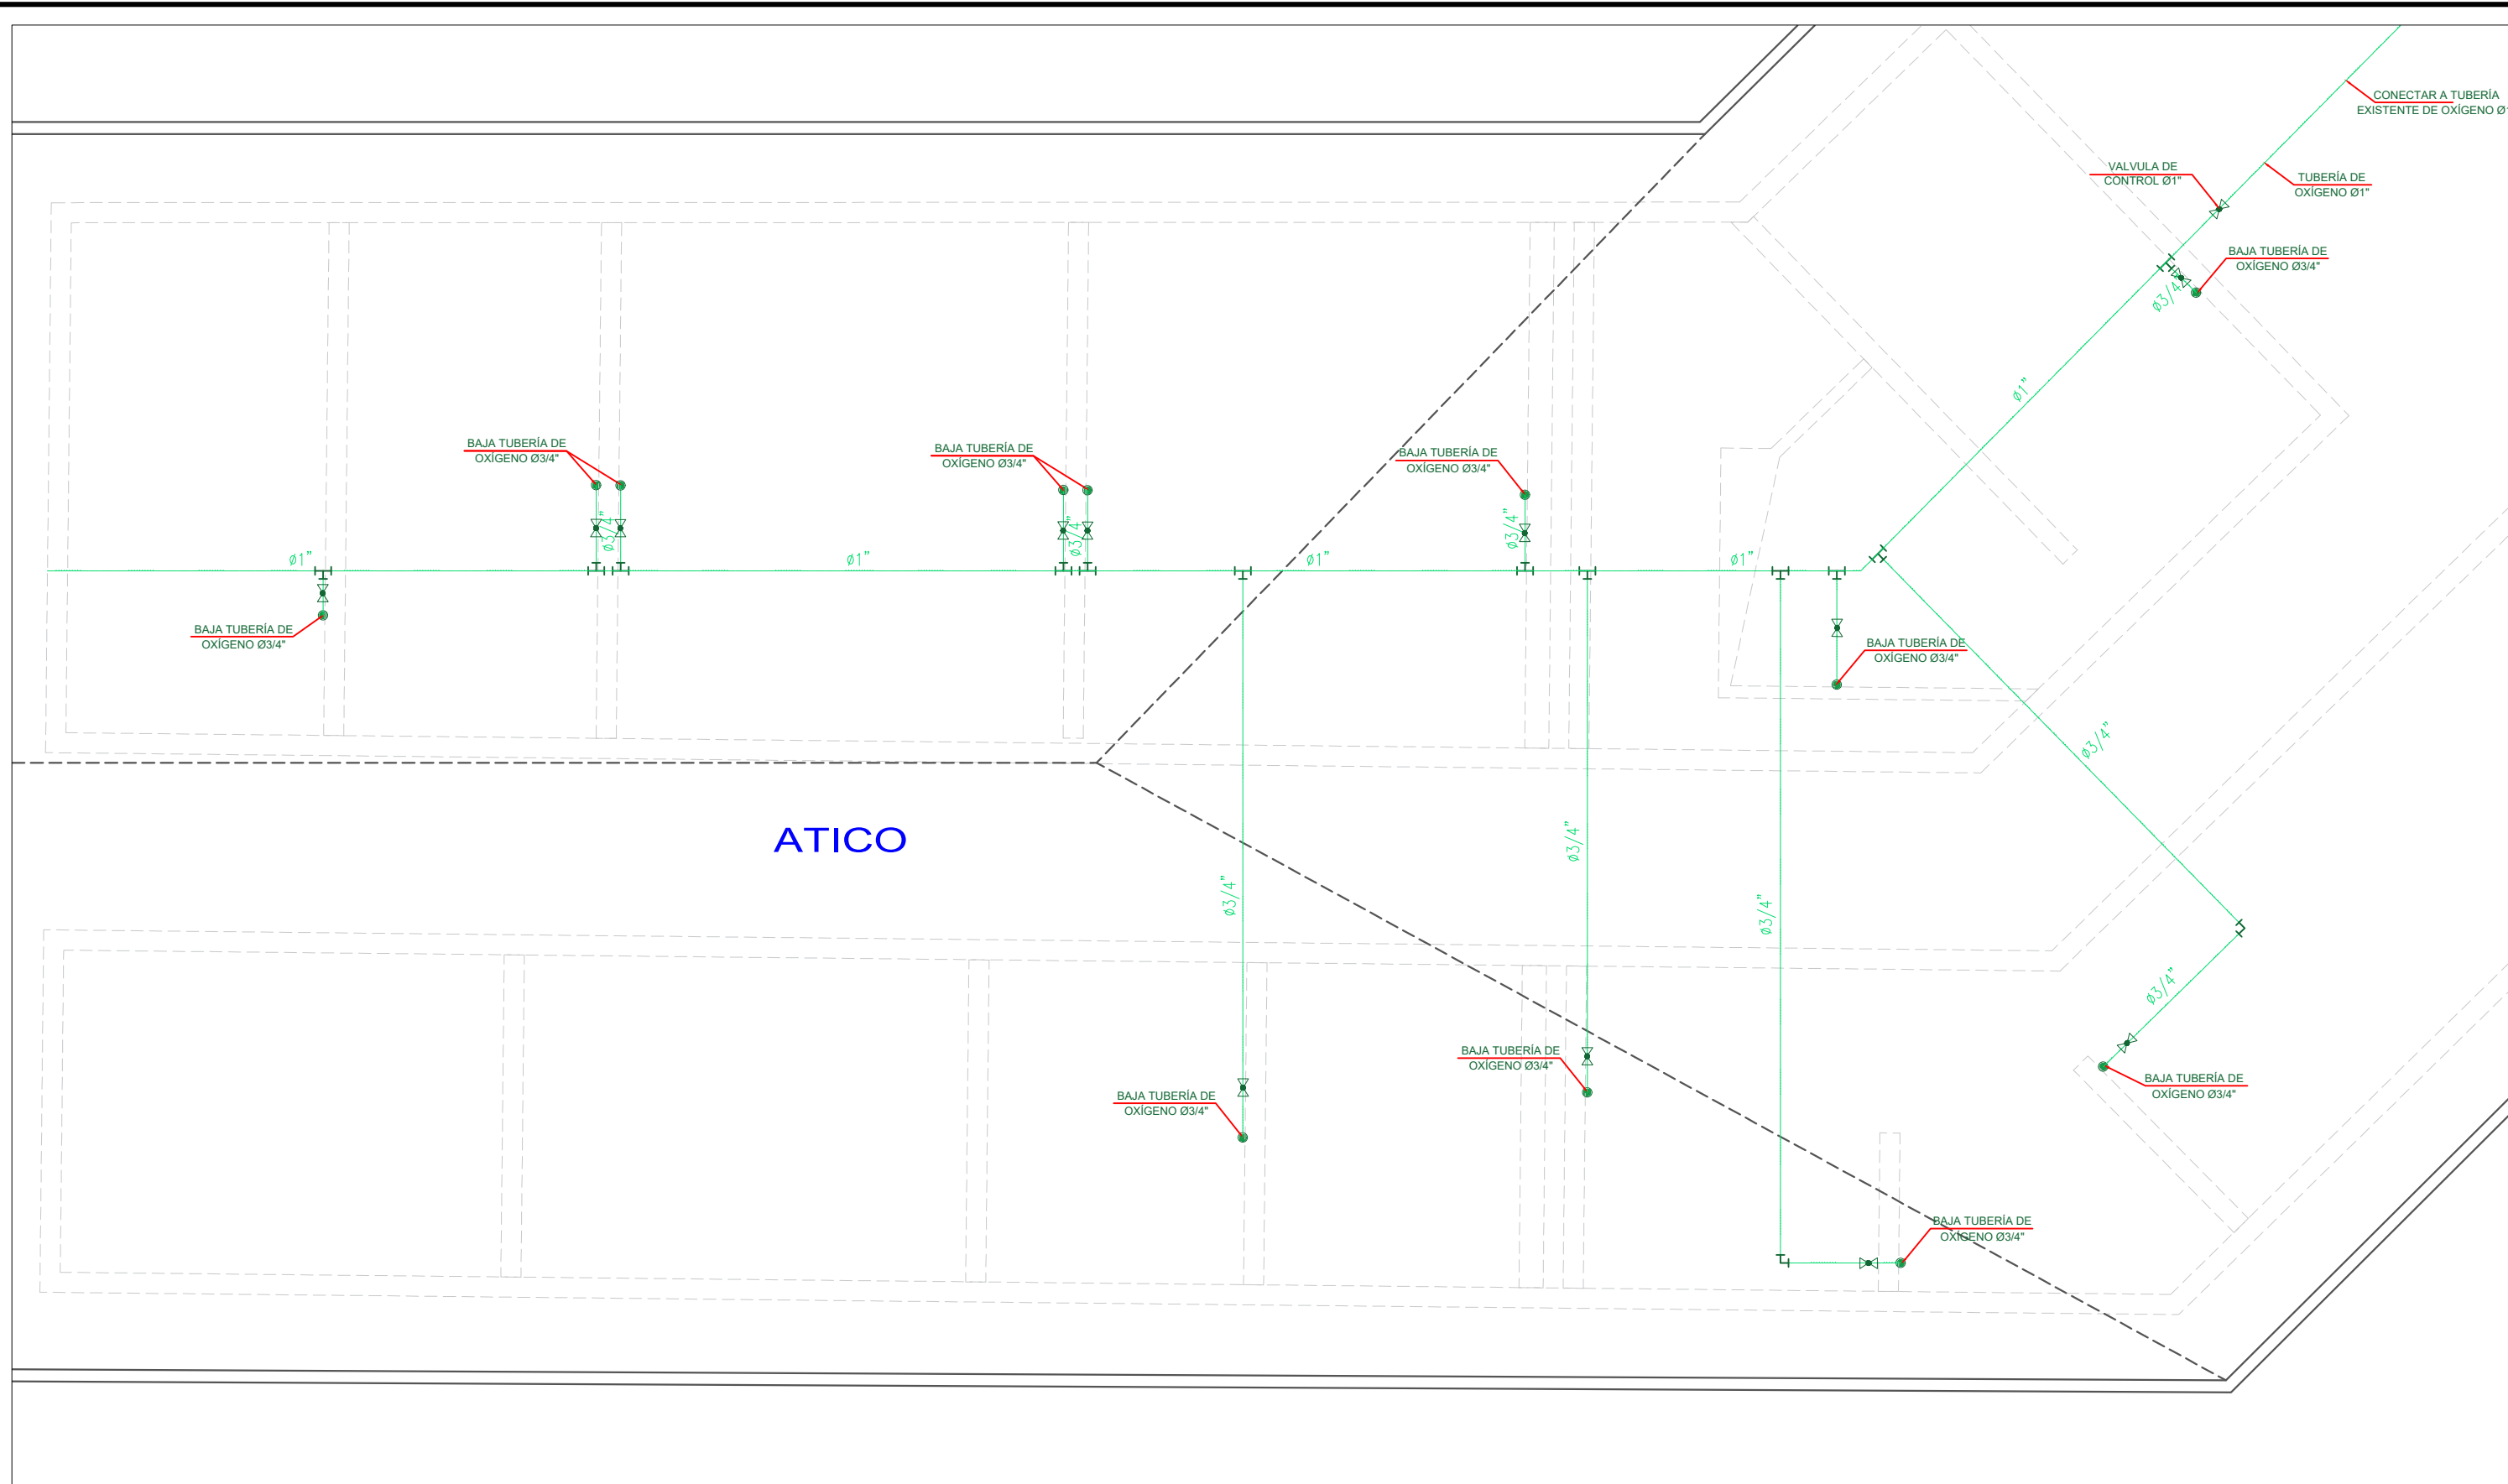 CONECTAR A TUBERÍA
EXISTENTE DE OXÍGENO Ø
VALVULA DE
CONTROL Ø1"
TUBERÍA DE
OXÍGENO Ø1"
BAJA TUBERÍA DE
OXÍGENO Ø3/4"
ø3/4
ø1"
BAJA TUBERÍA DE
OXÍGENO Ø3/4"
BAJA TUBERÍA DE
OXÍGENO Ø3/4"
BAJA TUBERÍA DE
OXÍGENO Ø3/4"
ø3/4"
ø3/4"
ø3/4"
ø1"
ø1"
ø1"
ø1"
BAJA TUBERÍA DE
OXÍGENO Ø3/4"
BAJA TUBERÍA DE
OXÍGENO Ø3/4"
ø3/4"
ATICO
ø3/4"
ø3/4"
ø3/4"
ø3/4"
BAJA TUBERÍA DE
OXÍGENO Ø3/4"
BAJA TUBERÍA DE
OXÍGENO Ø3/4"
BAJA TUBERÍA DE
OXÍGENO Ø3/4"
BAJA TUBERÍA DE
OXÍGENO Ø3/4"